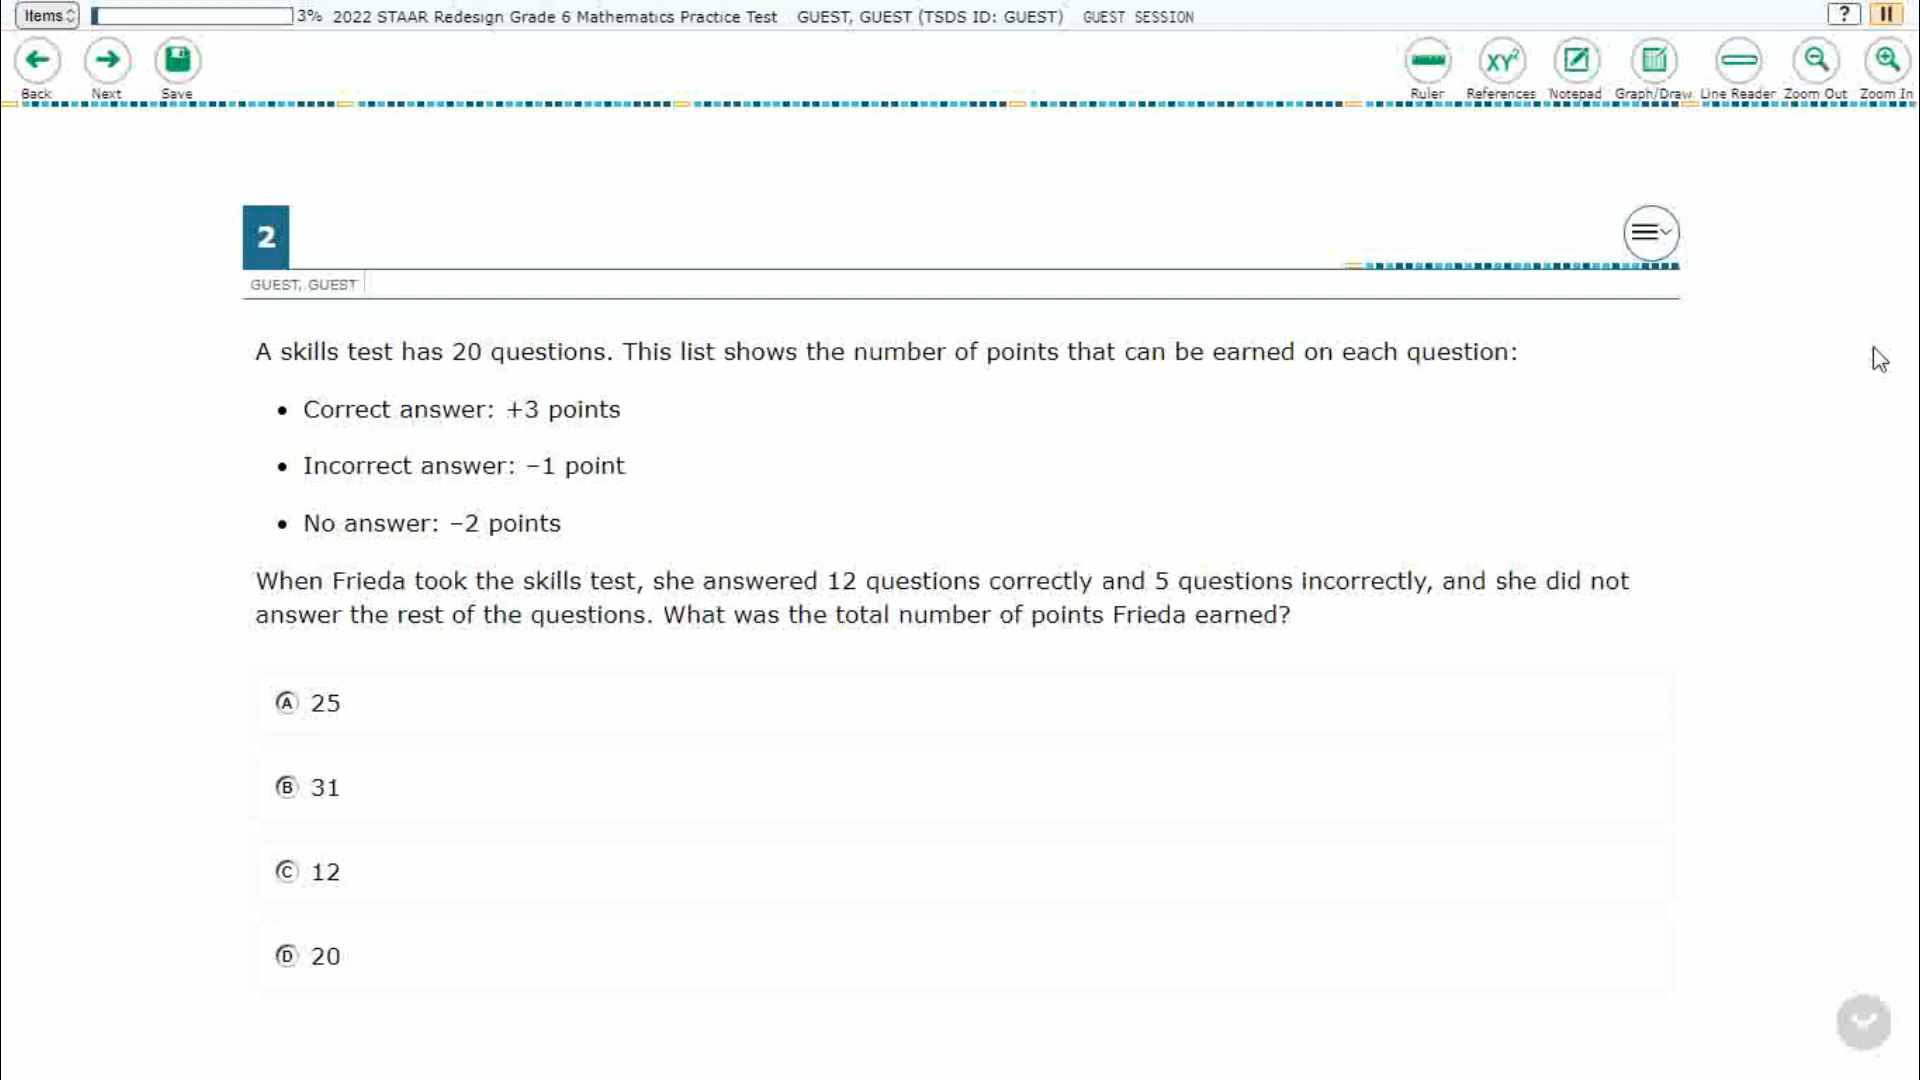 Items 3% 2022 STAAR Redesign Grade 6 Mathematics Practice Test GUEST, GUEST (TSDS ID: GUEST) GUEST SESSION ?
Back Next Save Ruler References Notepad Graph/Draw Line Reader Zoom Out Zoom In
XY²
2
GUEST, GUEST
A skills test has 20 questions. This list shows the number of points that can be earned on each question:
• Correct answer: +3 points
• Incorrect answer: −1 point
• No answer: −2 points
When Frieda took the skills test, she answered 12 questions correctly and 5 questions incorrectly, and she did not
answer the rest of the questions. What was the total number of points Frieda earned?
A 25
B 31
C 12
D 20